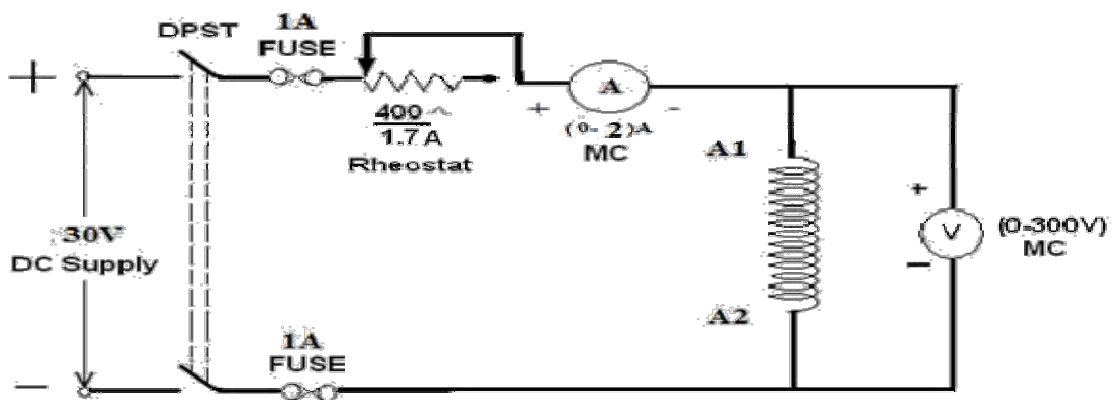 DPST
1A
FUSE
+
A
+
-
(0-2)A
MC
400 ~
1.7A
Rheostat
A1
+
V
(0-300V)
MC
-
30V
DC Supply
A2
1A
FUSE
-